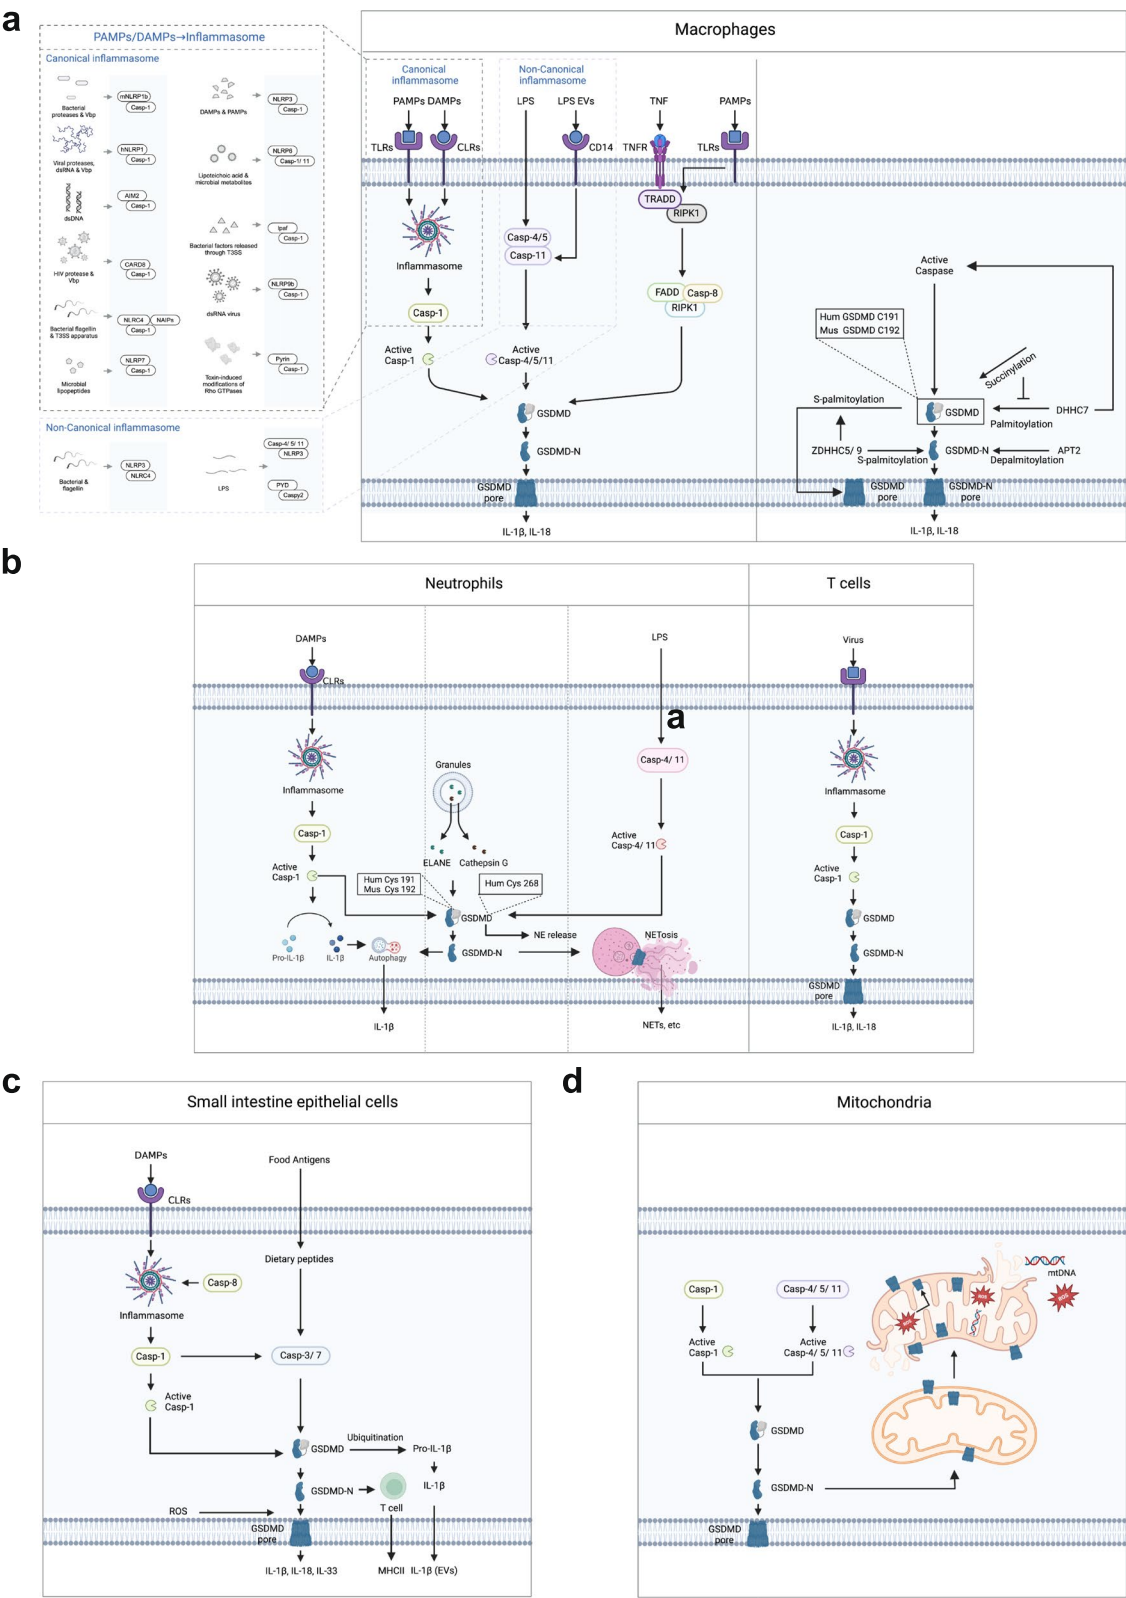 a
PAMPs/DAMPs→Inflammasome
Canonical inflammasome
Bacterial
proteases & Vbp
mNLRP1b
Casp-1
Viral proteases,
dsRNA & Vbp
hNLRP1
Casp-1
dsDNA
AIM2
Casp-1
HIV protease &
Vbp
CARD8
Casp-1
Bacterial flagellin
& T3SS apparatus
NLRC4
NAIPs
Casp-1
Microbial
lipopeptides
NLRP7
Casp-1
DAMPs & PAMPs
NLRP3
Casp-1
Lipoteichoic acid &
microbial metabolites
NLRP6
Casp-1/ 11
Bacterial factors released
through T3SS
Ipaf
Casp-1
dsRNA virus
NLRP9b
Casp-1
Toxin-induced
modifications of
Rho GTPases
Pyrin
Casp-1
Non-Canonical inflammasome
Bacterial &
flagellin
NLRP3
NLRC4
LPS
Casp-4/ 5/ 11
NLRP3
PYD
Caspy2
Macrophages
Canonical
inflammasome
PAMPs DAMPs
TLRs
CLRs
Inflammasome
Casp-1
Active
Casp-1
Non-Canonical
inflammasome
LPS
LPS EVs
CD14
Casp-4/5
Casp-11
Active
Casp-4/5/11
TNF
TNFR
PAMPs
TLRs
TRADD
RIPK1
FADD
Casp-8
RIPK1
GSDMD
GSDMD-N
GSDMD
pore
IL-1β, IL-18
Active
Caspase
Hum GSDMD C191
Mus GSDMD C192
Succinylation
S-palmitoylation
GSDMD
DHHC7
Palmitoylation
ZDHHC5/ 9
S-palmitoylation
GSDMD-N
APT2
Depalmitoylation
GSDMD
pore
GSDMD-N
pore
IL-1β, IL-18
b
Neutrophils
T cells
DAMPs
CLRs
Inflammasome
Casp-1
Active
Casp-1
Pro-IL-1β
IL-1β
Autophagy
IL-1β
Granules
ELANE
Cathepsin G
Hum Cys 191
Mus Cys 192
Hum Cys 268
GSDMD
NE release
GSDMD-N
LPS
a
Casp-4/ 11
Active
Casp-4/ 11
NETosis
NETs, etc
Virus
Inflammasome
Casp-1
Active
Casp-1
GSDMD
GSDMD-N
GSDMD
pore
IL-1β, IL-18
c
Small intestine epithelial cells
DAMPs
CLRs
Food Antigens
Dietary peptides
Casp-8
Inflammasome
Casp-1
Casp-3/ 7
Active
Casp-1
GSDMD
Ubiquitination
Pro-IL-1β
GSDMD-N
IL-1β
T cell
ROS
GSDMD
pore
IL-1β, IL-18, IL-33
MHCII
IL-1β (EVs)
d
Mitochondria
Casp-1
Casp-4/ 5/ 11
Active
Casp-1
Active
Casp-4/ 5/ 11
mtDNA
ROS
ROS
ROS
GSDMD
GSDMD-N
GSDMD
pore